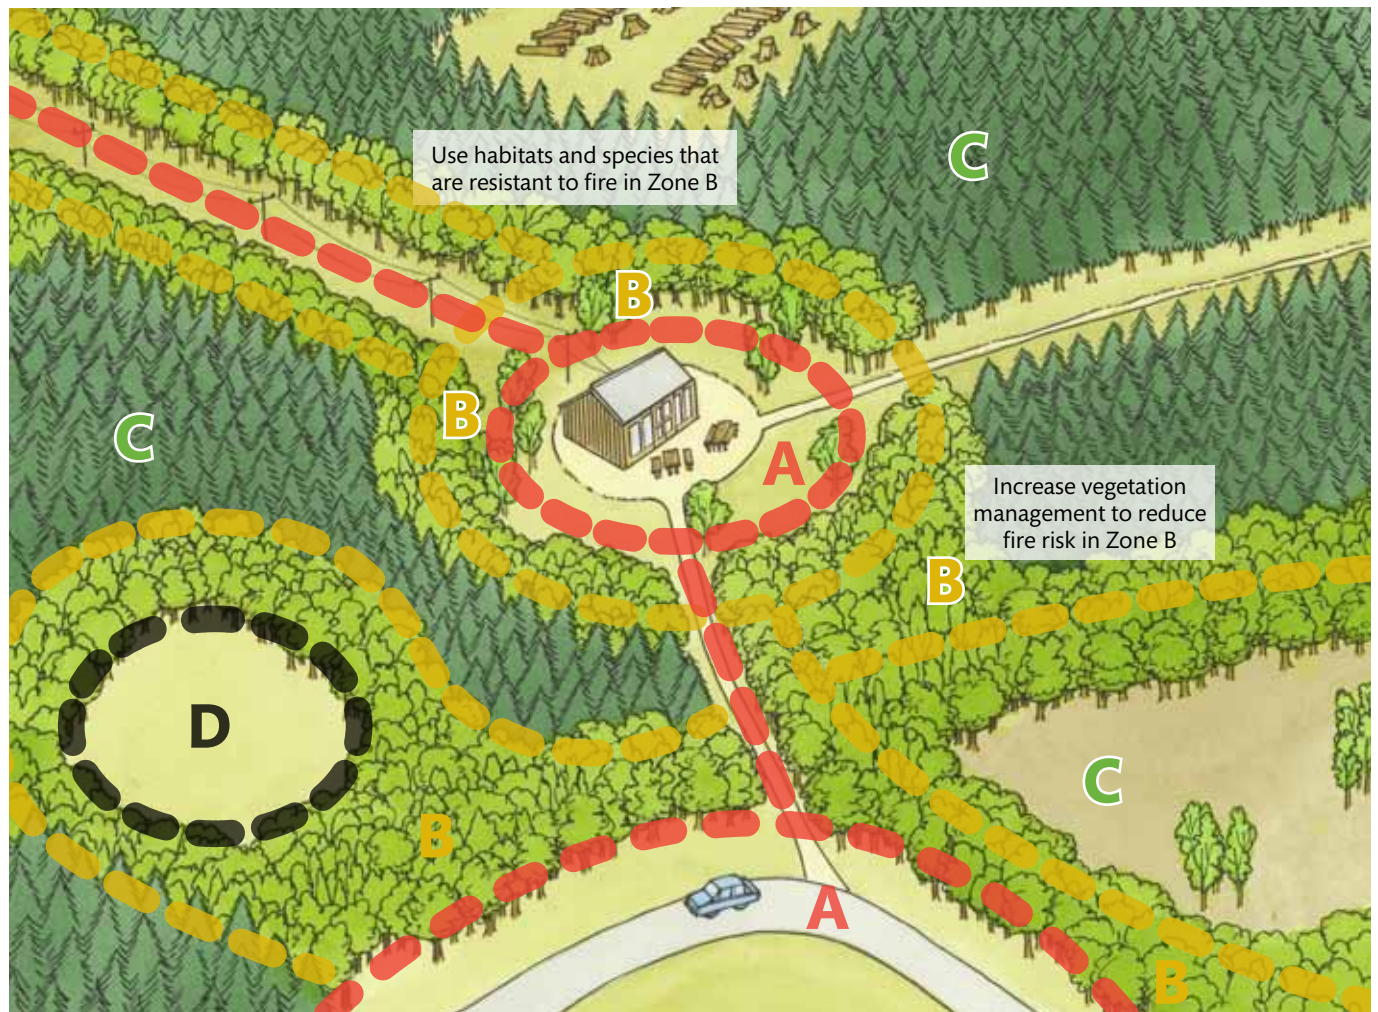 C
Use habitats and species that
are resistant to fire in Zone B
B
B
C
A
Increase vegetation
management to reduce
fire risk in Zone B
B
D
C
B
A
B